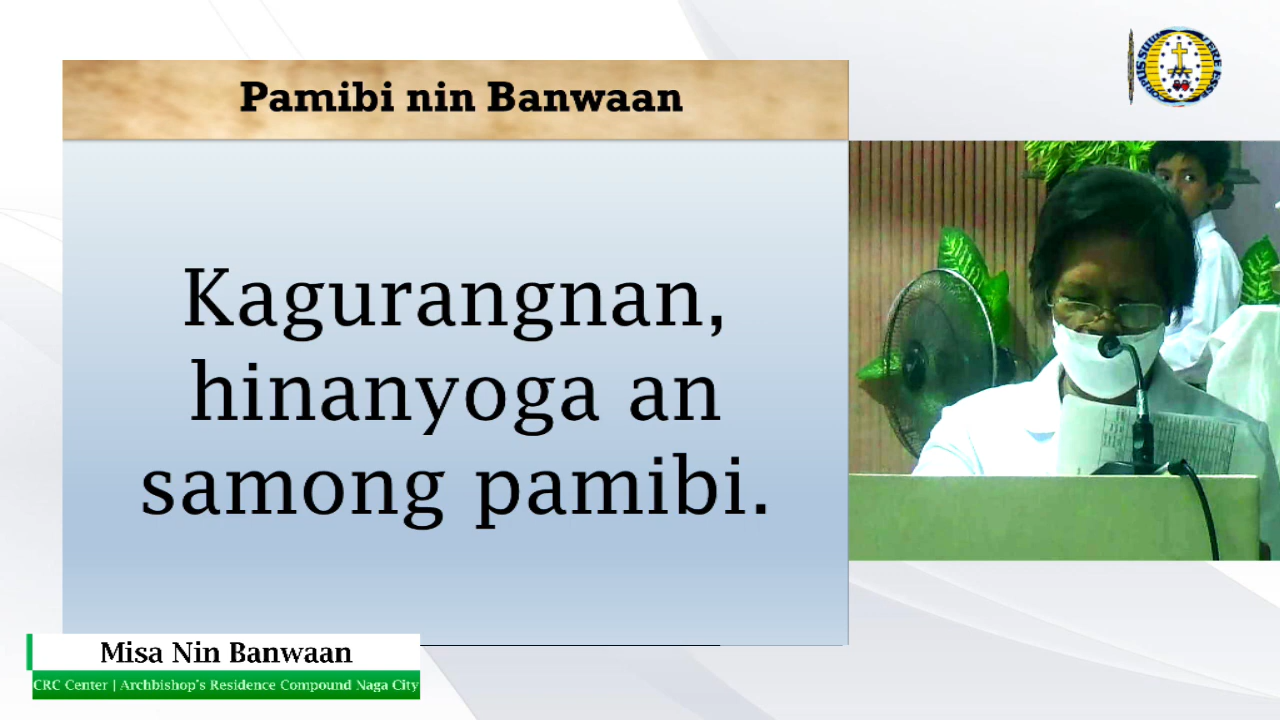 Pamibi nin Banwaan
Kagurangnan,
hinanyoga an
samong pamibi.
Misa Nin Banwaan
CRC Center | Archbishop's Residence Compound Naga City